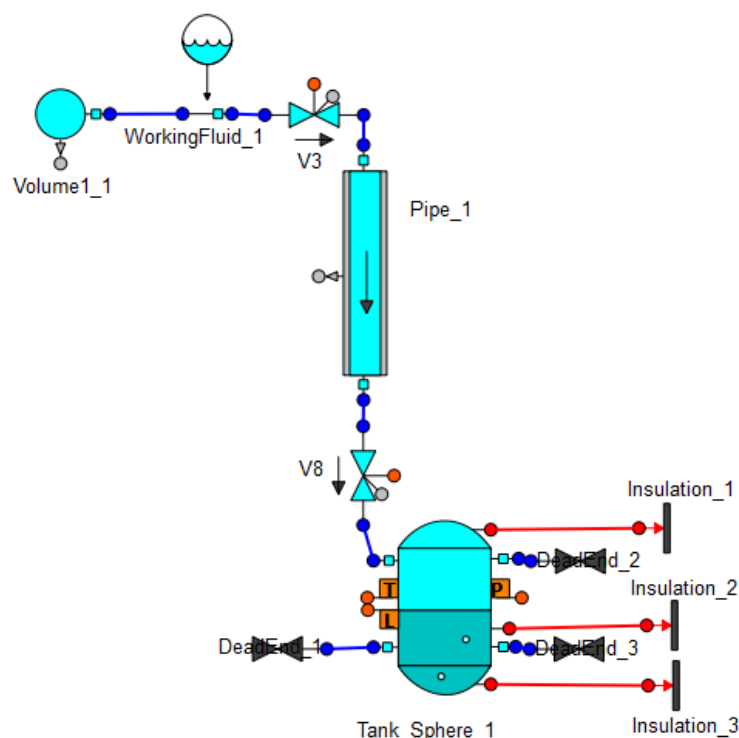 WorkingFluid_1
V3
Volume1_1
Pipe_1
V8
Insulation_1
DeadEnd_2
T
P
Insulation_2
L
DeadEnd_1
DeadEnd_3
Insulation_3
Tank_Sphere_1